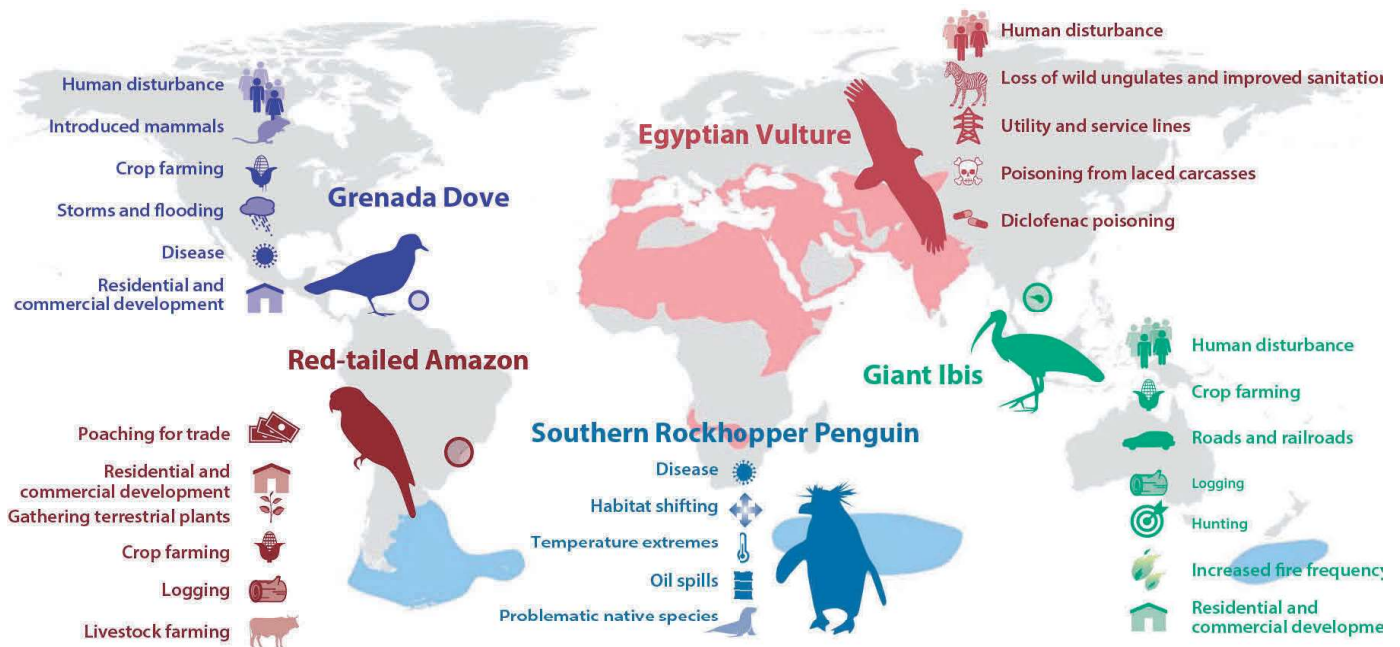 Grenada Dove
Human disturbance
Introduced mammals
Crop farming
Storms and flooding
Disease
Residential and
commercial development
Egyptian Vulture
Human disturbance
Loss of wild ungulates and improved sanitation
Utility and service lines
Poisoning from laced carcasses
Diclofenac poisoning
Red-tailed Amazon
Poaching for trade
Residential and
commercial development
Gathering terrestrial plants
Crop farming
Logging
Livestock farming
Southern Rockhopper Penguin
Disease
Habitat shifting
Temperature extremes
Oil spills
Problematic native species
Giant Ibis
Human disturbance
Crop farming
Roads and railroads
Logging
Hunting
Increased fire frequency
Residential and
commercial developme